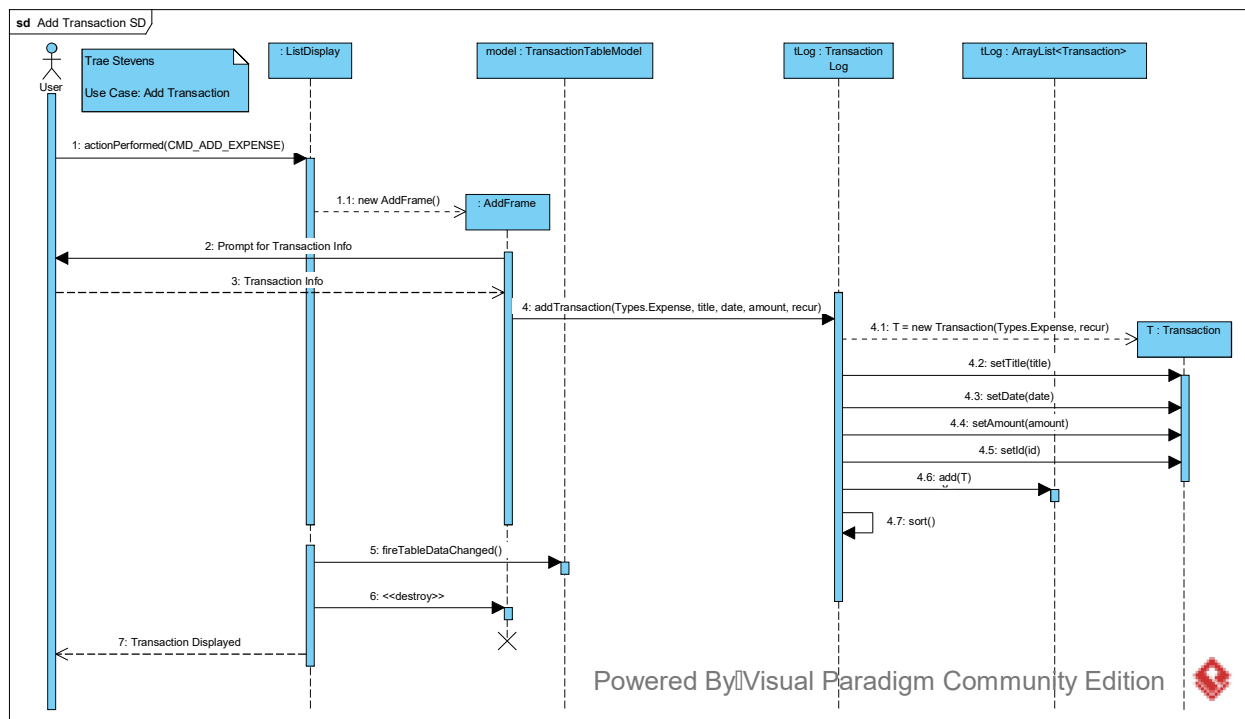 sd Add Transaction SD
User
Trae Stevens
Use Case: Add Transaction
: ListDisplay
model : TransactionTableModel
tLog : Transaction
Log
tLog : ArrayList<Transaction>
1: actionPerformed(CMD_ADD_EXPENSE)
1.1: new AddFrame()
: AddFrame
2: Prompt for Transaction Info
3: Transaction Info
4: addTransaction(Types.Expense, title, date, amount, recur)
4.1: T = new Transaction(Types.Expense, recur)
T : Transaction
4.2: setTitle(title)
4.3: setDate(date)
4.4: setAmount(amount)
4.5: setId(id)
4.6: add(T)
4.7: sort()
5: fireTableDataChanged()
6: <<destroy>>
7: Transaction Displayed
Powered By▯Visual Paradigm Community Edition